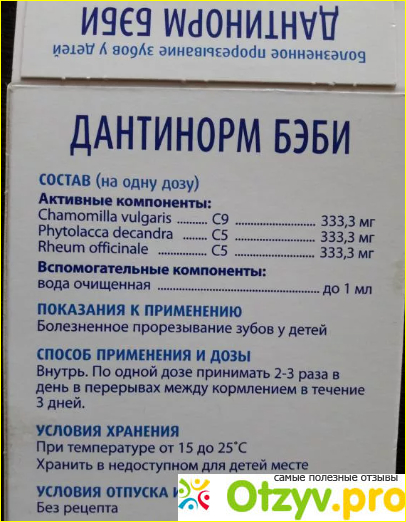 ДАНТИНОРМ БЭБИ
Болезненное прорезывание зубов у детей
ДАНТИНОРМ БЭБИ
СОСТАВ (на одну дозу)
Активные компоненты:
Chamomilla vulgaris ........ C9 ........................ 333,3 мг
Phytolacca decandra ....... C5 ........................ 333,3 мг
Rheum officinale ............. C5 ........................ 333,3 мг
Вспомогательные компоненты:
вода очищенная ........................................ до 1 мл
ПОКАЗАНИЯ К ПРИМЕНЕНИЮ
Болезненное прорезывание зубов у детей
СПОСОБ ПРИМЕНЕНИЯ И ДОЗЫ
Внутрь. По одной дозе принимать 2-3 раза в
день в перерывах между кормлением в течение
3 дней.
УСЛОВИЯ ХРАНЕНИЯ
При температуре от 15 до 25˚C
Хранить в недоступном для детей месте
УСЛОВИЯ ОТПУСКА И
Без рецепта
самые полезные отзывы
Otzyv.pro